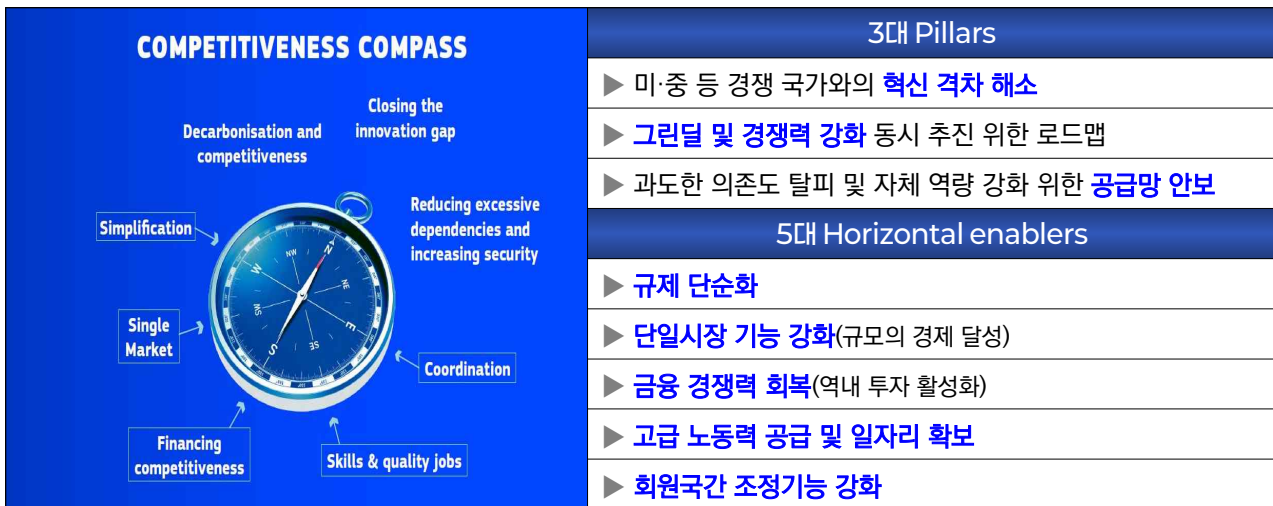 COMPETITIVENESS COMPASS
Closing the
innovation gap
Decarbonisation and
competitiveness
Reducing excessive
dependencies and
increasing security
Simplification
Single
Market
Coordination
Financing
competitiveness
Skills & quality jobs
N
NE
E
SE
S
SW
W
NW
3대 Pillars
▶ 미·중 등 경쟁 국가와의 혁신 격차 해소
▶ 그린딜 및 경쟁력 강화 동시 추진 위한 로드맵
▶ 과도한 의존도 탈피 및 자체 역량 강화 위한 공급망 안보
5대 Horizontal enablers
▶ 규제 단순화
▶ 단일시장 기능 강화(규모의 경제 달성)
▶ 금융 경쟁력 회복(역내 투자 활성화)
▶ 고급 노동력 공급 및 일자리 확보
▶ 회원국간 조정기능 강화